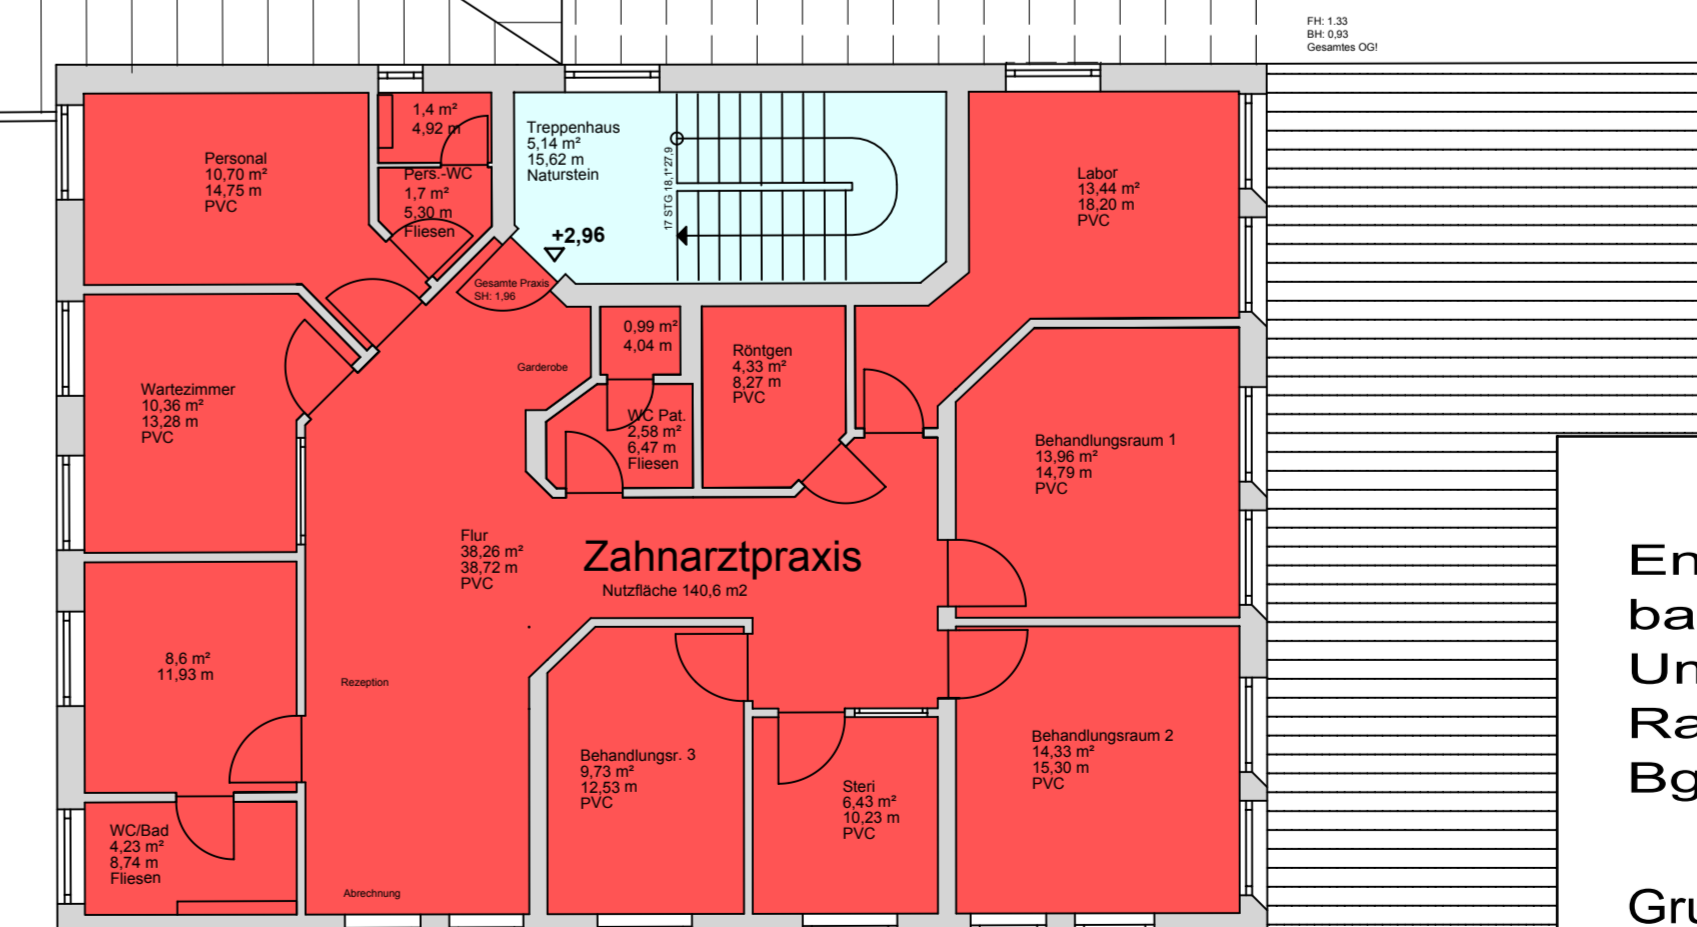 FH: 1.33
BH: 0,93
Gesamtes OG!
1,4 m²
4,92 m
Treppenhaus
5,14 m²
15,62 m
Naturstein
17 STG 18,1*27,9
+2,96
Personal
10,70 m²
14,75 m
PVC
Pers.-WC
1,7 m²
5,30 m
Fliesen
Labor
13,44 m²
18,20 m
PVC
Gesamte Praxis
SH: 1,96
0,99 m²
4,04 m
Garderobe
Röntgen
4,33 m²
8,27 m
PVC
Wartezimmer
10,36 m²
13,28 m
PVC
WC Pat.
2,58 m²
6,47 m
Fliesen
Behandlungsraum 1
13,96 m²
14,79 m
PVC
Flur
38,26 m²
38,72 m
PVC
Zahnarztpraxis
Nutzfläche 140,6 m2
En
ba
Un
Ra
Bg
8,6 m²
11,93 m
Rezeption
Behandlungsr. 3
9,73 m²
12,53 m
PVC
Steri
6,43 m²
10,23 m
PVC
Behandlungsraum 2
14,33 m²
15,30 m
PVC
WC/Bad
4,23 m²
8,74 m
Fliesen
Abrechnung
Gru